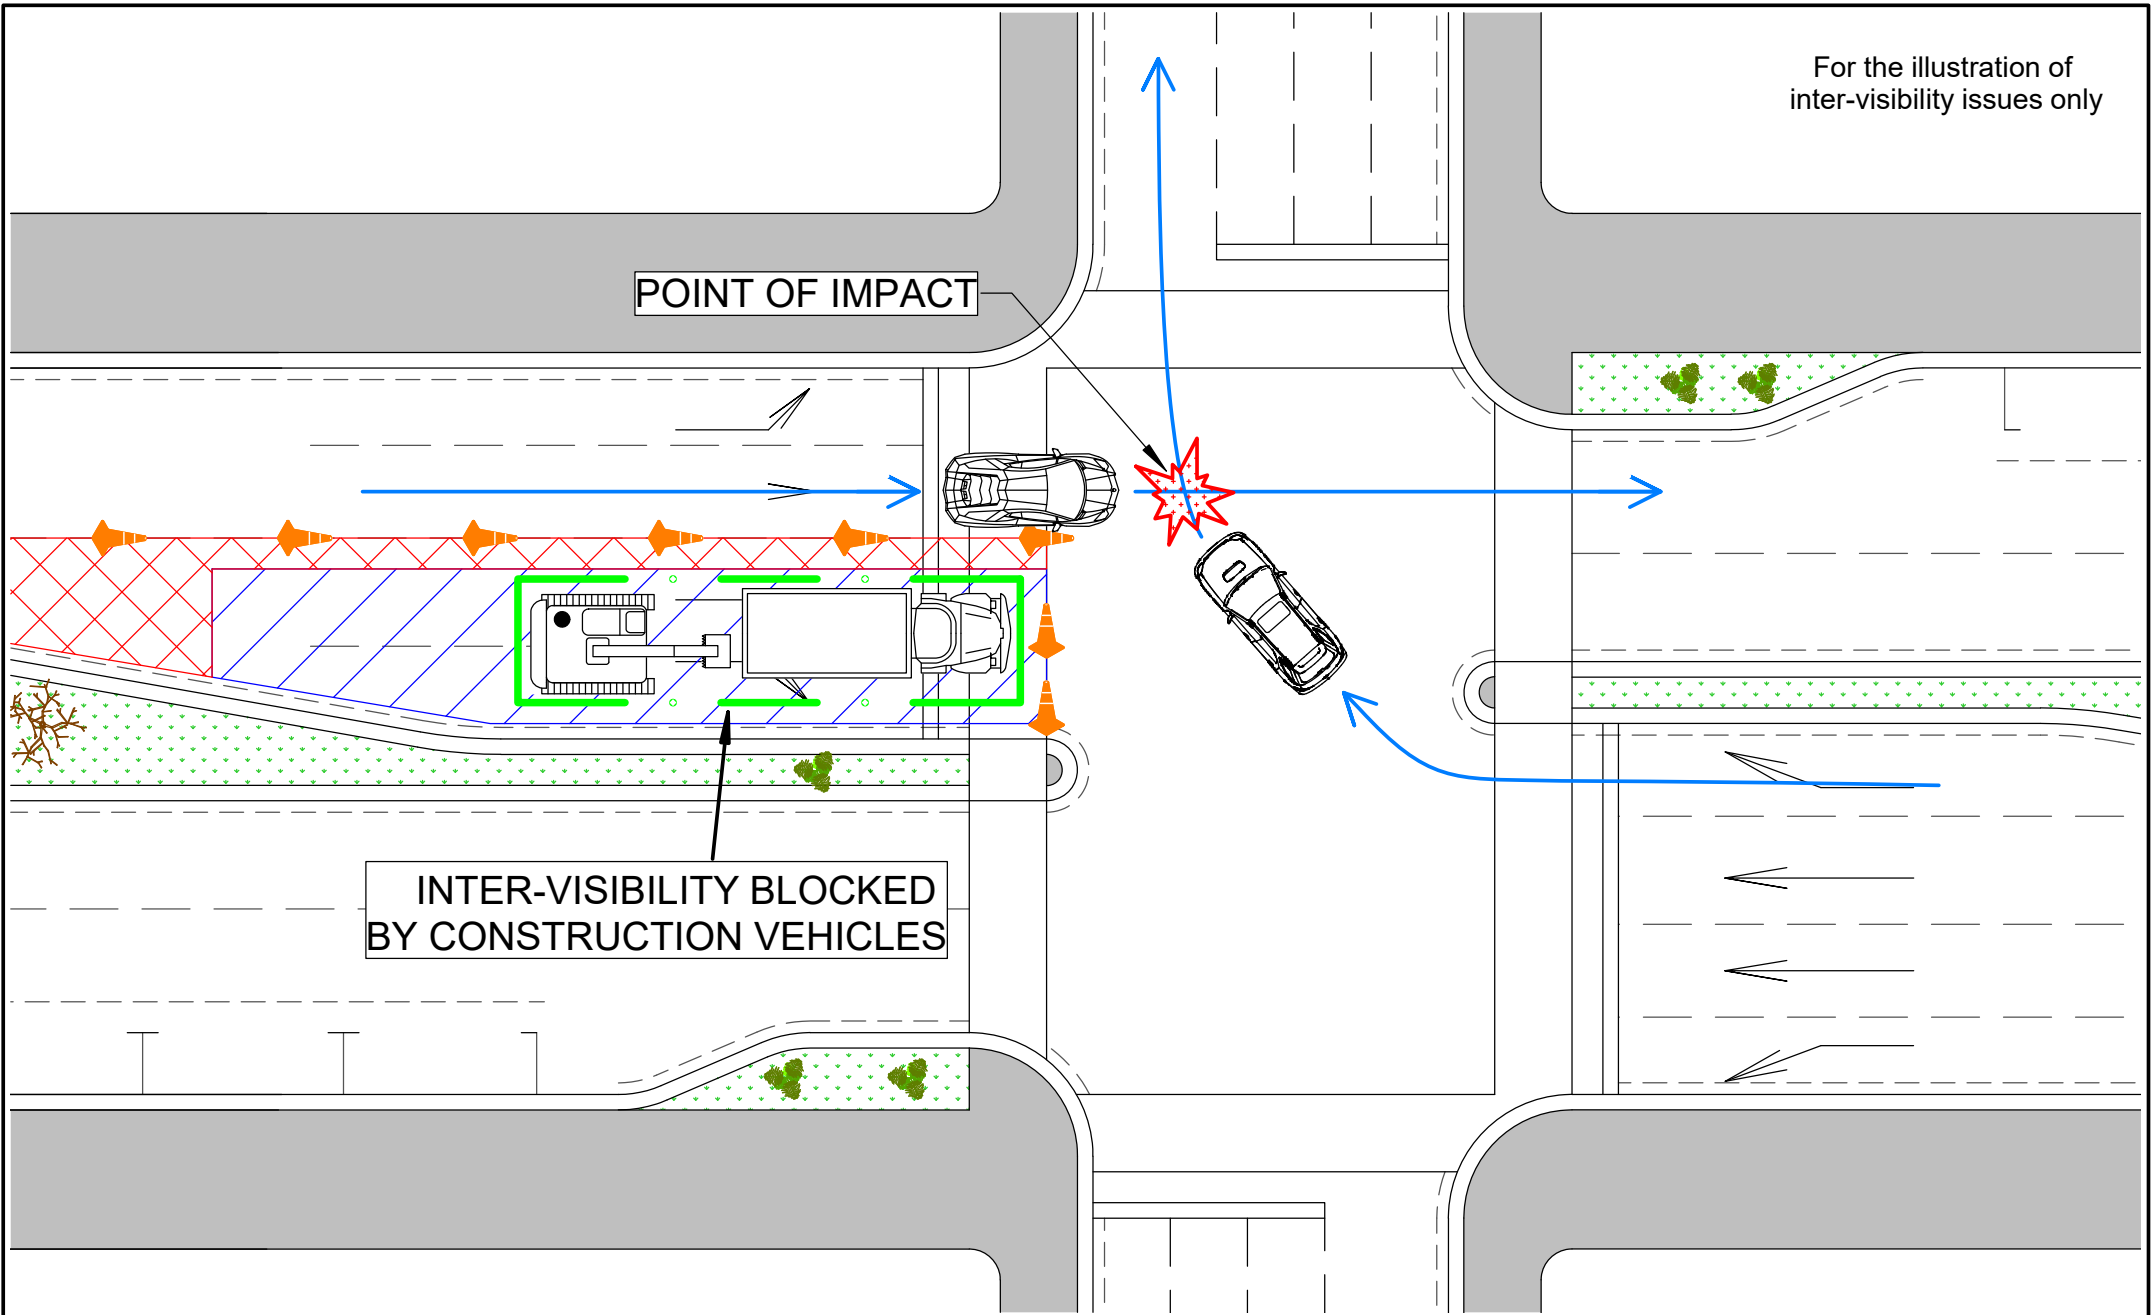 For the illustration of
inter-visibility issues only
POINT OF IMPACT
INTER-VISIBILITY BLOCKED
BY CONSTRUCTION VEHICLES